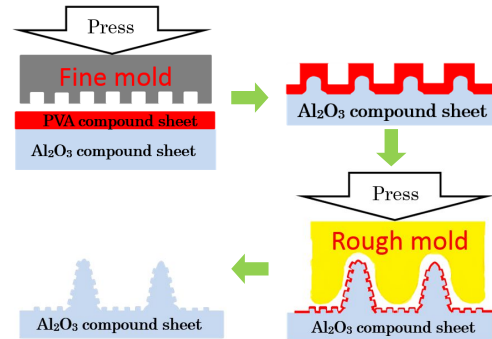 Press
Fine mold
PVA compound sheet
Al₂O₃ compound sheet
Al₂O₃ compound sheet
Press
Rough mold
Al₂O₃ compound sheet
Al₂O₃ compound sheet